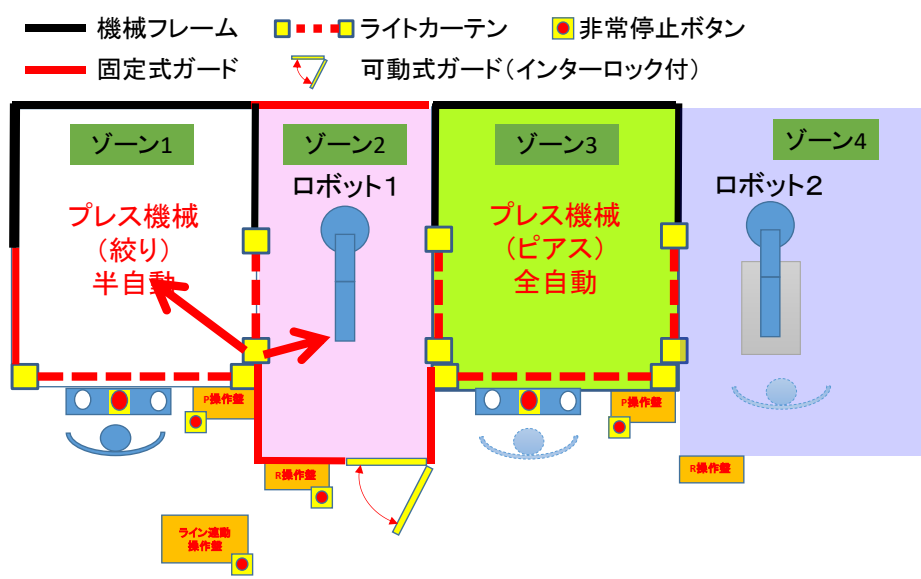 機械フレーム
ライトカーテン
非常停止ボタン
固定式ガード
可動式ガード（インターロック付）
ゾーン1
ゾーン2
ゾーン3
ゾーン4
ロボット１
ロボット２
プレス機械
（絞り）
半自動
プレス機械
（ピアス）
全自動
P操作盤
P操作盤
R操作盤
R操作盤
ライン連動
操作盤